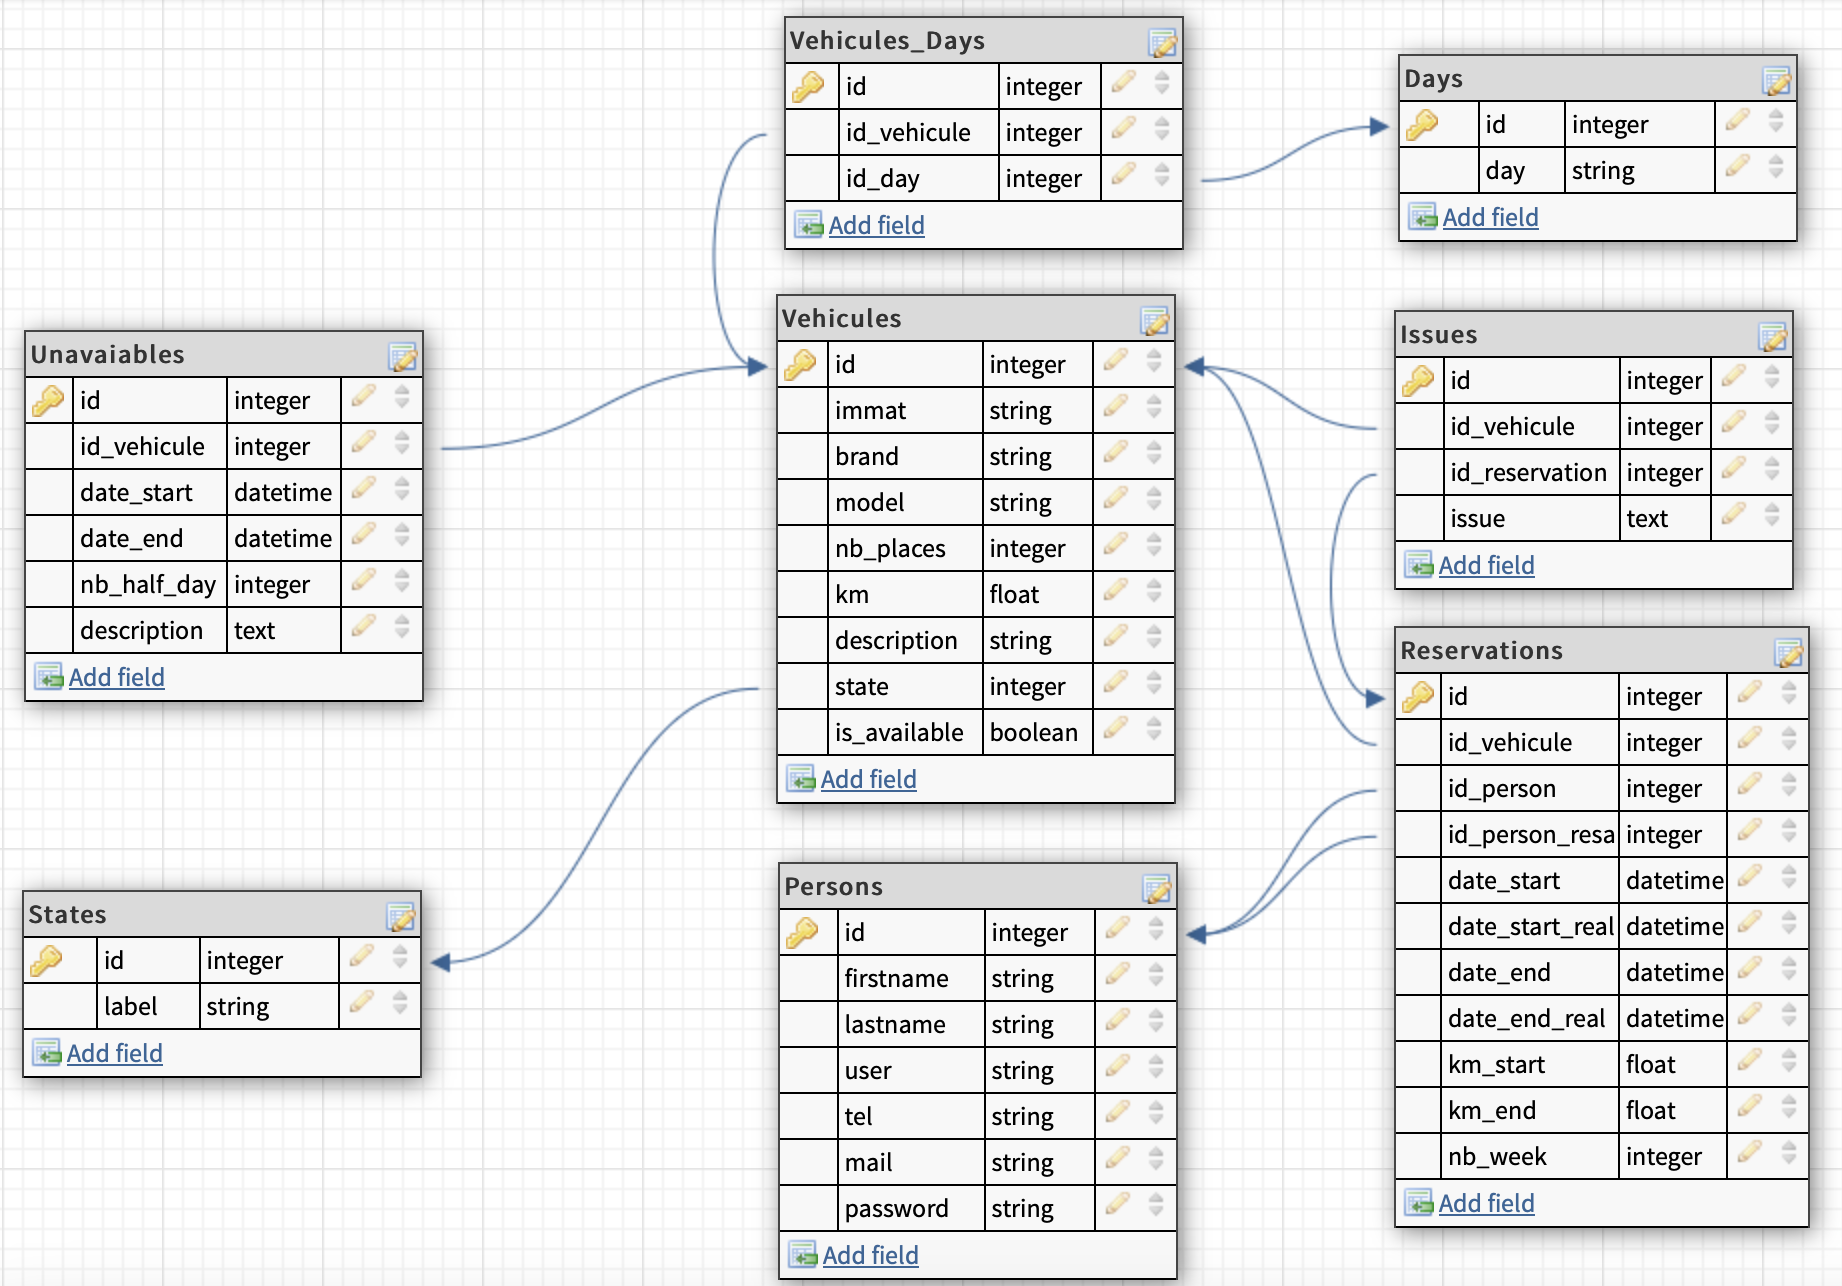 Vehicules_Days
id integer
id_vehicule integer
id_day integer
Add field
Days
id integer
day string
Add field
Unavaiables
id integer
id_vehicule integer
date_start datetime
date_end datetime
nb_half_day integer
description text
Add field
Vehicules
id integer
immat string
brand string
model string
nb_places integer
km float
description string
state integer
is_available boolean
Add field
Issues
id integer
id_vehicule integer
id_reservation integer
issue text
Add field
Reservations
id integer
id_vehicule integer
id_person integer
id_person_resa integer
date_start datetime
date_start_real datetime
date_end datetime
date_end_real datetime
km_start float
km_end float
nb_week integer
Add field
States
id integer
label string
Add field
Persons
id integer
firstname string
lastname string
user string
tel string
mail string
password string
Add field